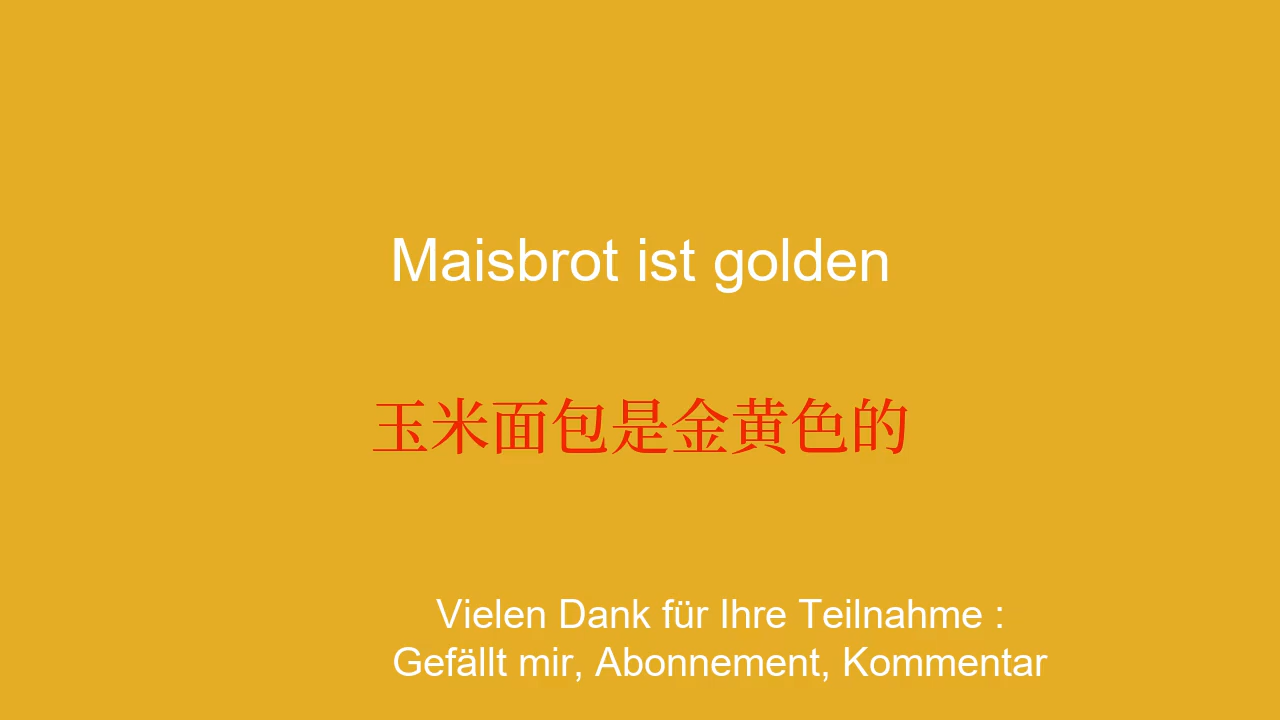 Maisbrot ist golden
玉米面包是金黄色的
Vielen Dank für Ihre Teilnahme :
Gefällt mir, Abonnement, Kommentar